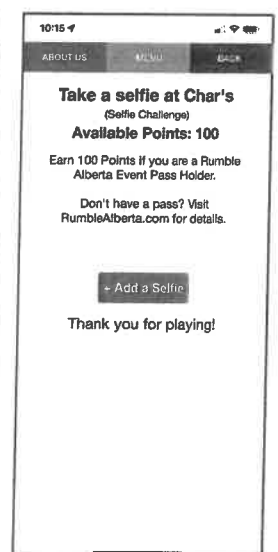 10:15
ABOUT US
MENU
BACK
Take a selfie at Char's
(Selfie Challenge)
Available Points: 100
Earn 100 Points if you are a Rumble
Alberta Event Pass Holder.
Don't have a pass? Visit
RumbleAlberta.com for details.
+ Add a Selfie
Thank you for playing!